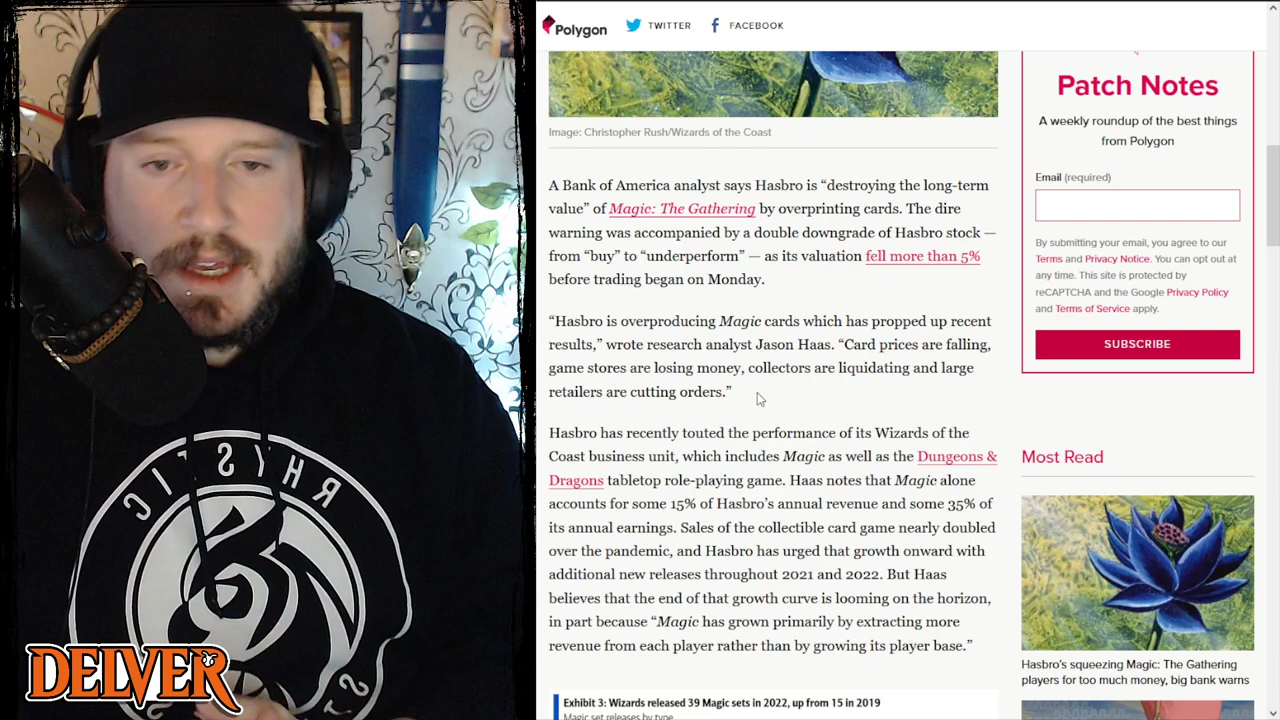 Polygon
TWITTER
FACEBOOK
Image: Christopher Rush/Wizards of the Coast
A Bank of America analyst says Hasbro is “destroying the long-term
value” of Magic: The Gathering by overprinting cards. The dire
warning was accompanied by a double downgrade of Hasbro stock —
from “buy” to “underperform” — as its valuation fell more than 5%
before trading began on Monday.
“Hasbro is overproducing Magic cards which has propped up recent
results,” wrote research analyst Jason Haas. “Card prices are falling,
game stores are losing money, collectors are liquidating and large
retailers are cutting orders.”
Hasbro has recently touted the performance of its Wizards of the
Coast business unit, which includes Magic as well as the Dungeons &
Dragons tabletop role-playing game. Haas notes that Magic alone
accounts for some 15% of Hasbro’s annual revenue and some 35% of
its annual earnings. Sales of the collectible card game nearly doubled
over the pandemic, and Hasbro has urged that growth onward with
additional new releases throughout 2021 and 2022. But Haas
believes that the end of that growth curve is looming on the horizon,
in part because “Magic has grown primarily by extracting more
revenue from each player rather than by growing its player base.”
Exhibit 3: Wizards released 39 Magic sets in 2022, up from 15 in 2019
Magic set releases by type
Patch Notes
A weekly roundup of the best things
from Polygon
Email (required)
By submitting your email, you agree to our
Terms and Privacy Notice. You can opt out at
any time. This site is protected by
reCAPTCHA and the Google Privacy Policy
and Terms of Service apply.
SUBSCRIBE
Most Read
Hasbro’s squeezing Magic: The Gathering
players for too much money, big bank warns
RHYSTIC
DELVER